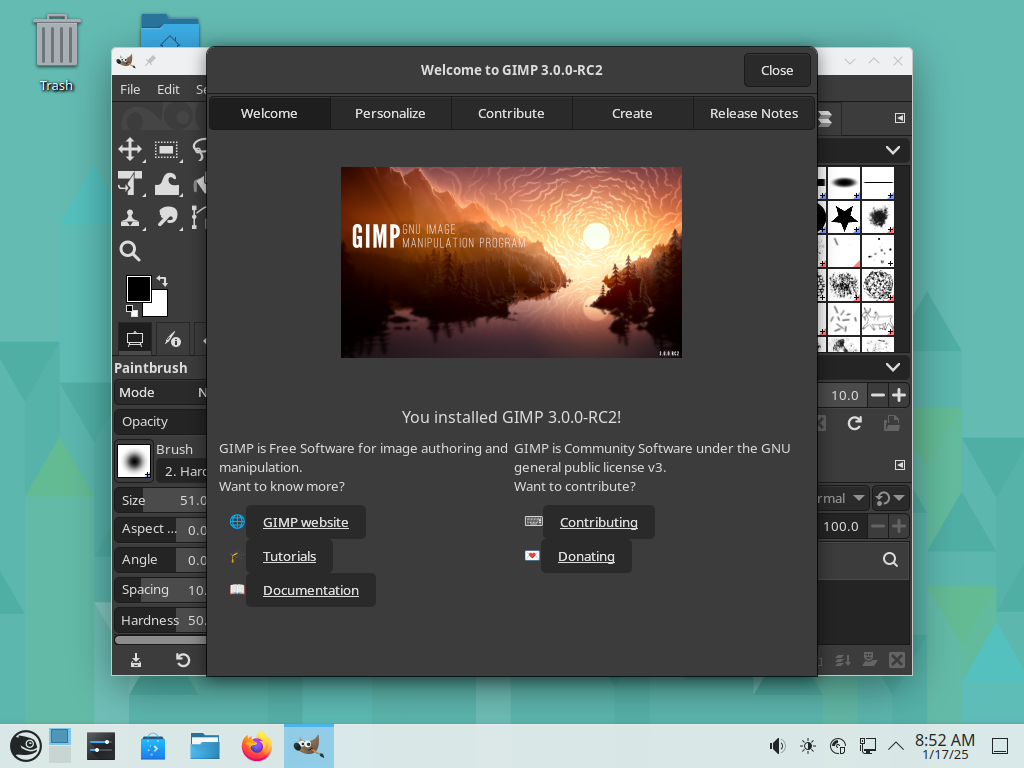 Trash
Welcome to GIMP 3.0.0-RC2
Close
File Edit Se
Welcome Personalize Contribute Create Release Notes
GIMP GNU IMAGE
MANIPULATION PROGRAM
3.0.0 RC2
Paintbrush
Mode N
Opacity
Brush
2. Hard
Size 51.0
Aspect ... 0.0
Angle 0.0
Spacing 10.
Hardness 50.
10.0
rmal
100.0
You installed GIMP 3.0.0-RC2!
GIMP is Free Software for image authoring and
manipulation.
Want to know more?
GIMP website
Tutorials
Documentation
GIMP is Community Software under the GNU
general public license v3.
Want to contribute?
Contributing
Donating
8:52 AM
1/17/25